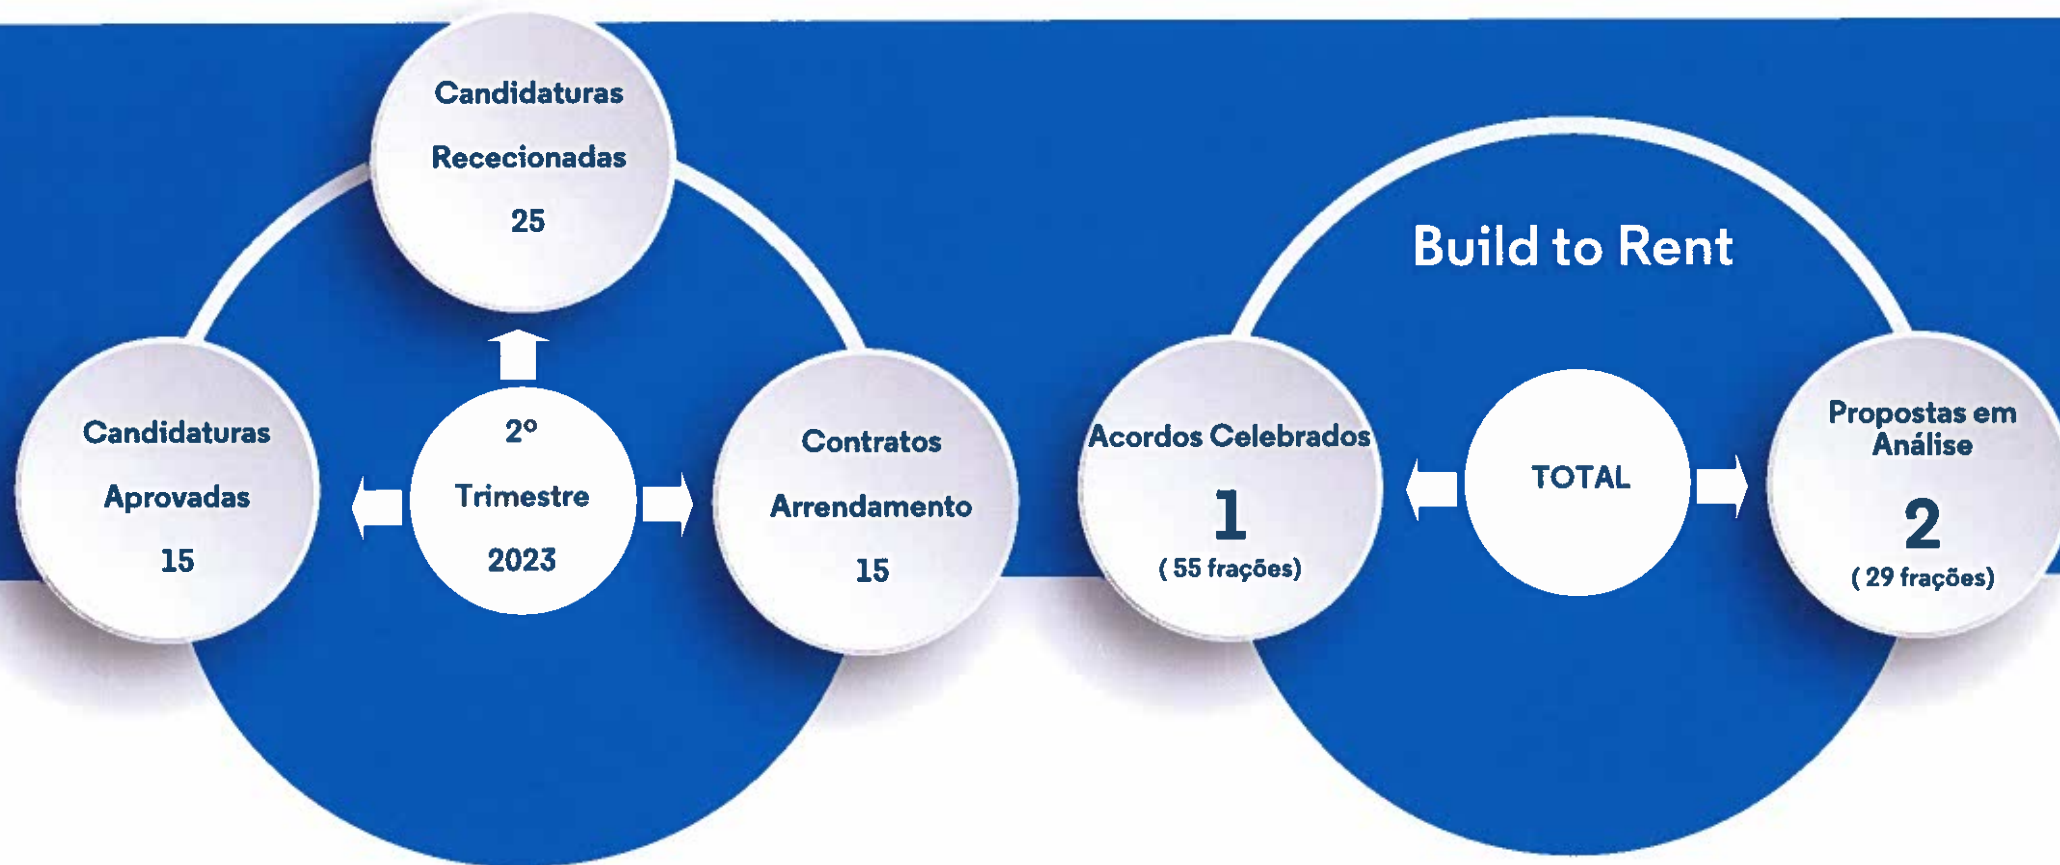 Candidaturas
Rececionadas
25
Candidaturas
Aprovadas
15
2º
Trimestre
2023
Contratos
Arrendamento
15
Build to Rent
Acordos Celebrados
1
( 55 frações)
TOTAL
Propostas em
Análise
2
( 29 frações)